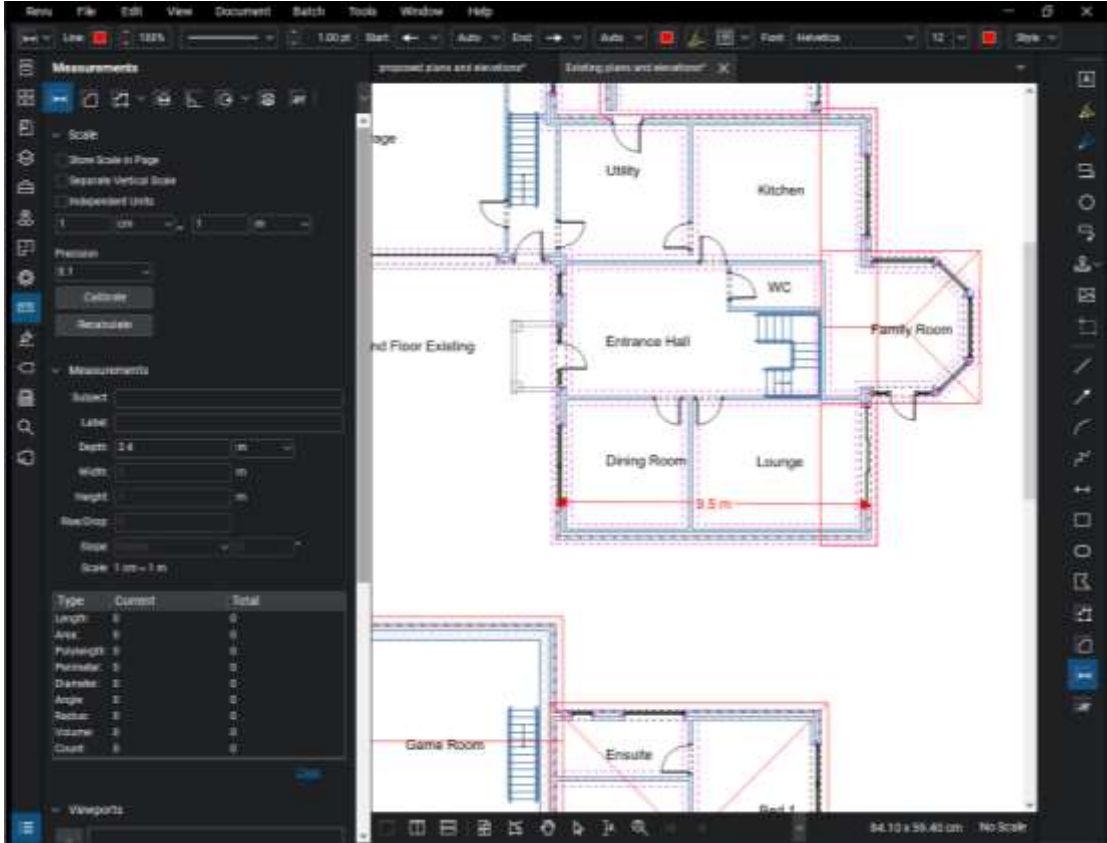 Revu File Edit View Document Batch Tools Window Help
Line: 100% 1.00 pt Start: Auto End: Auto Font: Helvetica 12 Style
Measurements
proposed plans and elevations*
Existing plans and elevations*
Scale
Store Scale in Page
Separate Vertical Scale
Independent Units
1 cm = 1 m
Precision
0.1
Calibrate
Recalculate
Measurements
Subject:
Label:
Depth: 2.4 m
Width: m
Height: m
Rise/Drop:
Slope: °
Scale: 1 cm = 1 m
Type Current Total
Length: 0 0
Area: 0 0
Polylength: 0 0
Perimeter: 0 0
Diameter: 0 0
Angle: 0 0
Radius: 0 0
Volume: 0 0
Count: 0 0
Clear
Viewports
Utility
Kitchen
WC
Entrance Hall
Family Room
nd Floor Existing
Dining Room
Lounge
9.5 m
Game Room
Ensuite
Bed 1
84.10 x 59.40 cm No Scale